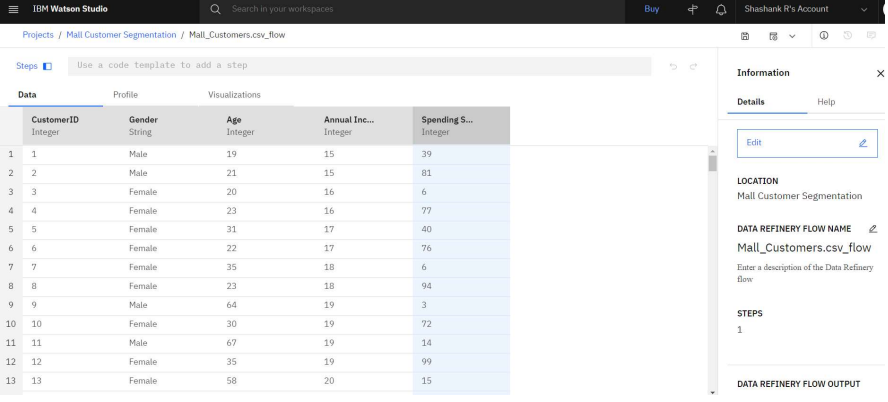 IBM Watson Studio Search in your workspaces Buy Shashank R's Account
Projects / Mall Customer Segmentation / Mall_Customers.csv_flow
Steps Use a code template to add a step
Data Profile Visualizations
CustomerID Gender Age Annual Inc... Spending S...
Integer String Integer Integer Integer
1 1 Male 19 15 39
2 2 Male 21 15 81
3 3 Female 20 16 6
4 4 Female 23 16 77
5 5 Female 31 17 40
6 6 Female 22 17 76
7 7 Female 35 18 6
8 8 Female 23 18 94
9 9 Male 64 19 3
10 10 Female 30 19 72
11 11 Male 67 19 14
12 12 Female 35 19 99
13 13 Female 58 20 15
Information
Details Help
Edit
LOCATION
Mall Customer Segmentation
DATA REFINERY FLOW NAME
Mall_Customers.csv_flow
Enter a description of the Data Refinery
flow
STEPS
1
DATA REFINERY FLOW OUTPUT